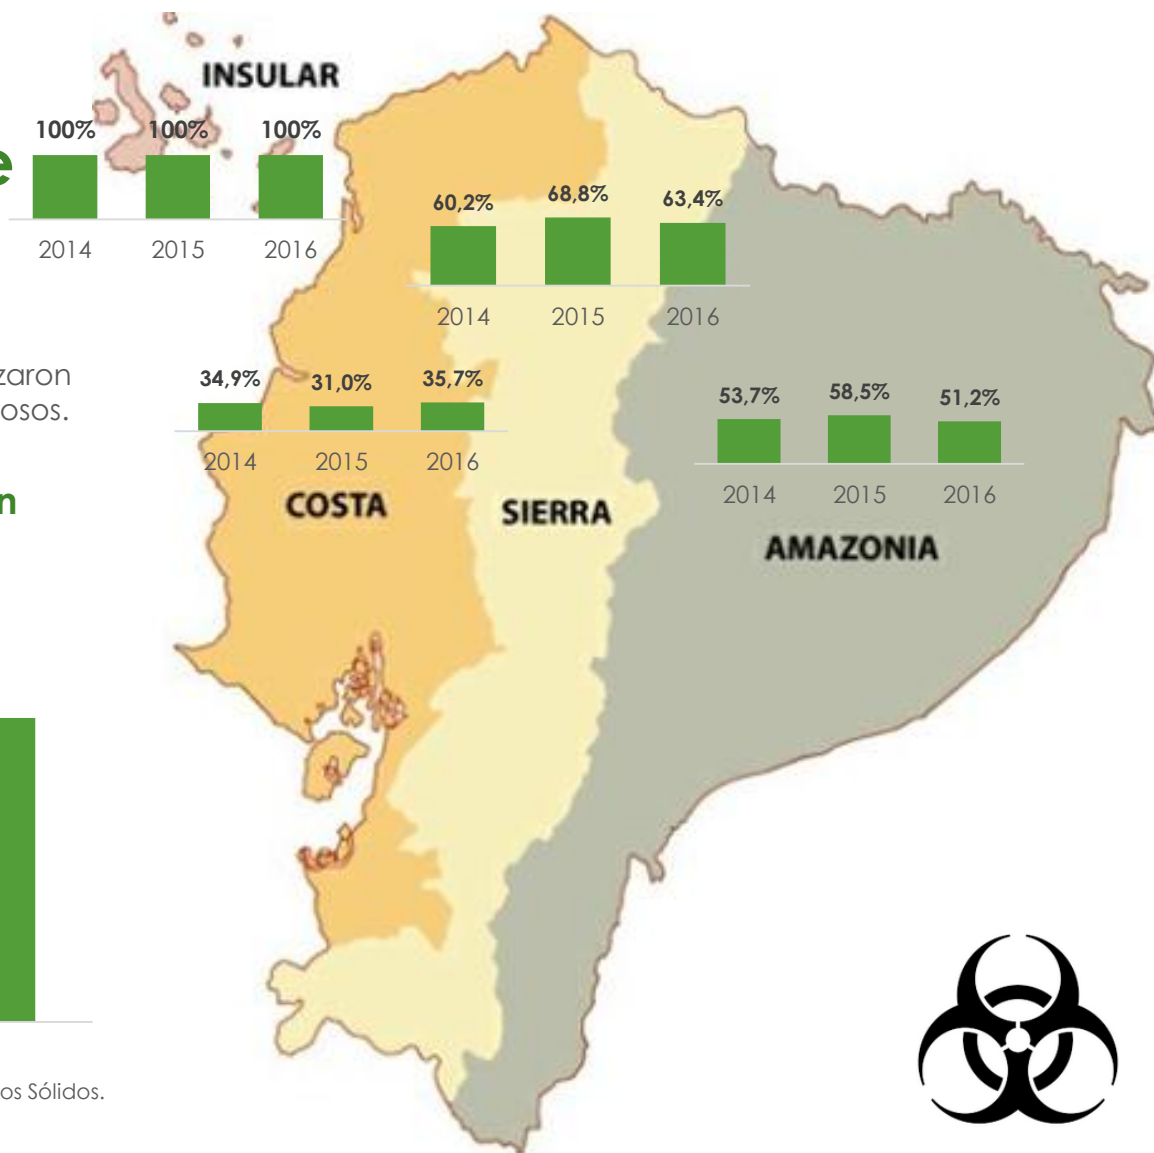 INSULAR
100% 100% 100%
e
2014 2015 2016
60,2% 68,8% 63,4%
2014 2015 2016
zaron
osos.
34,9% 31,0% 35,7%
2014 2015 2016
53,7% 58,5% 51,2%
2014 2015 2016
n
COSTA
SIERRA
AMAZONIA
os Sólidos.